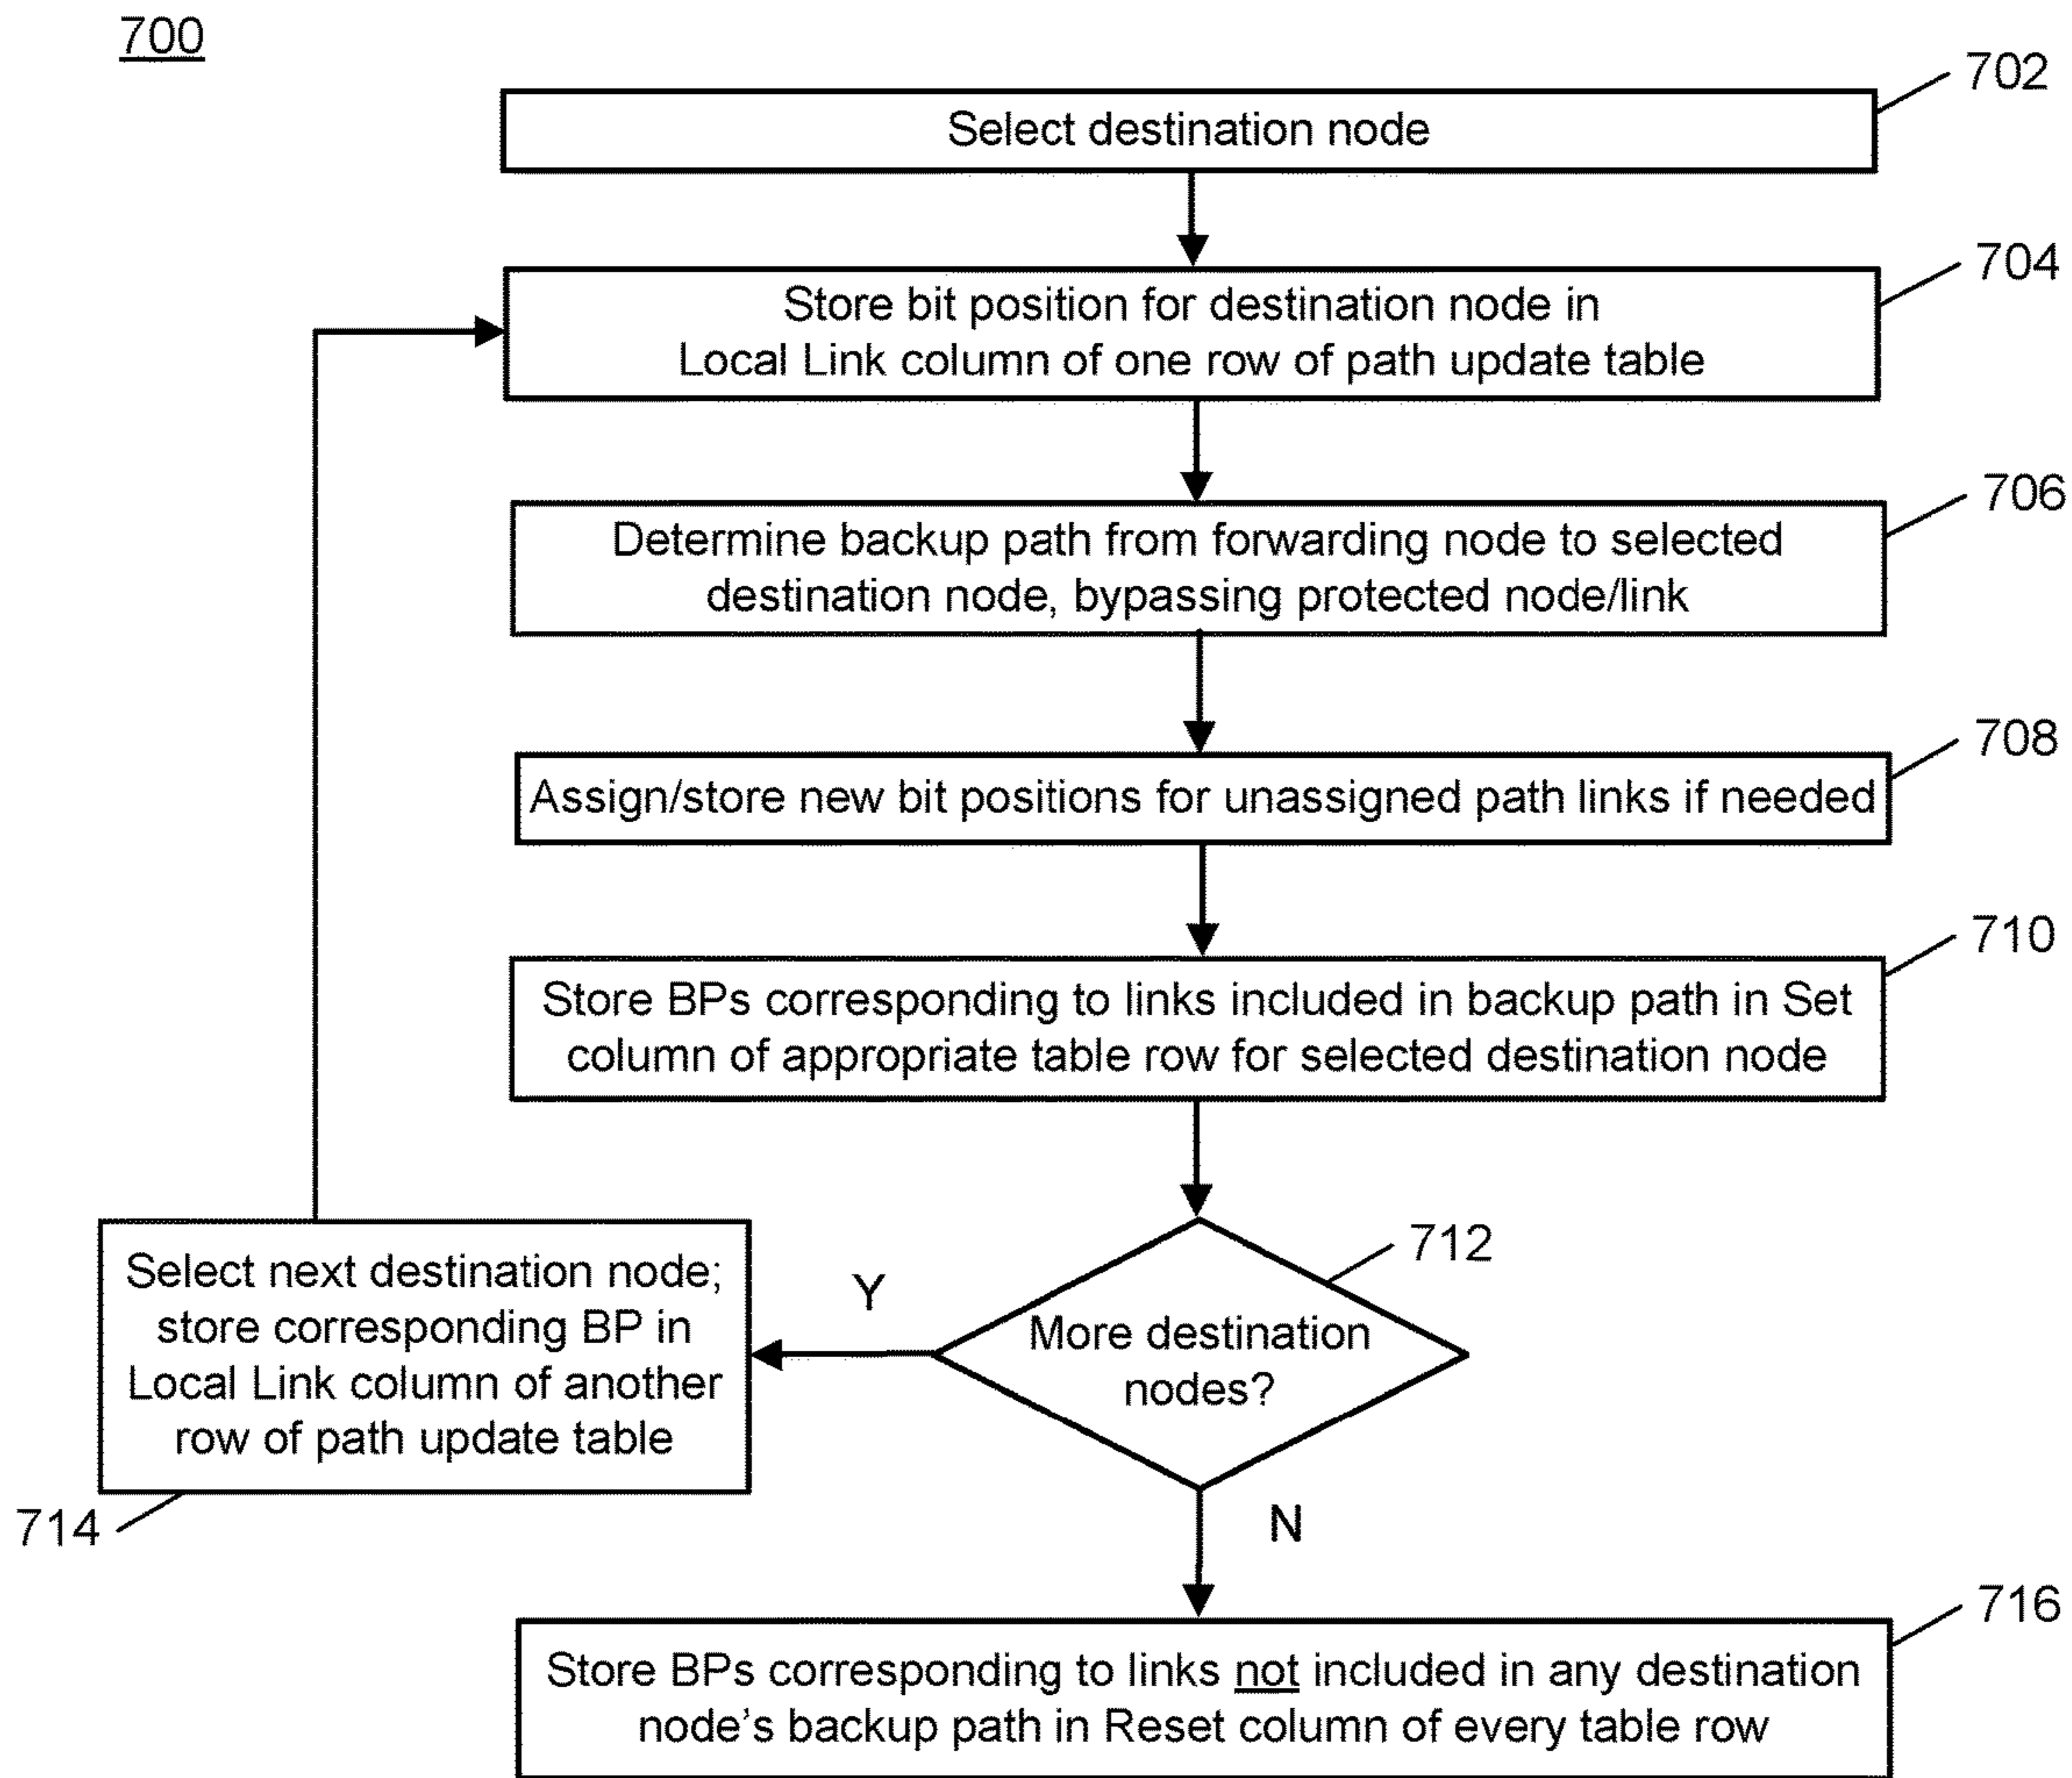 700
702
Select destination node
704
Store bit position for destination node in
Local Link column of one row of path update table
706
Determine backup path from forwarding node to selected
destination node, bypassing protected node/link
708
Assign/store new bit positions for unassigned path links if needed
710
Store BPs corresponding to links included in backup path in Set
column of appropriate table row for selected destination node
712
More destination
nodes?
Y
Select next destination node;
store corresponding BP in
Local Link column of another
row of path update table
714
N
716
Store BPs corresponding to links not included in any destination
node's backup path in Reset column of every table row